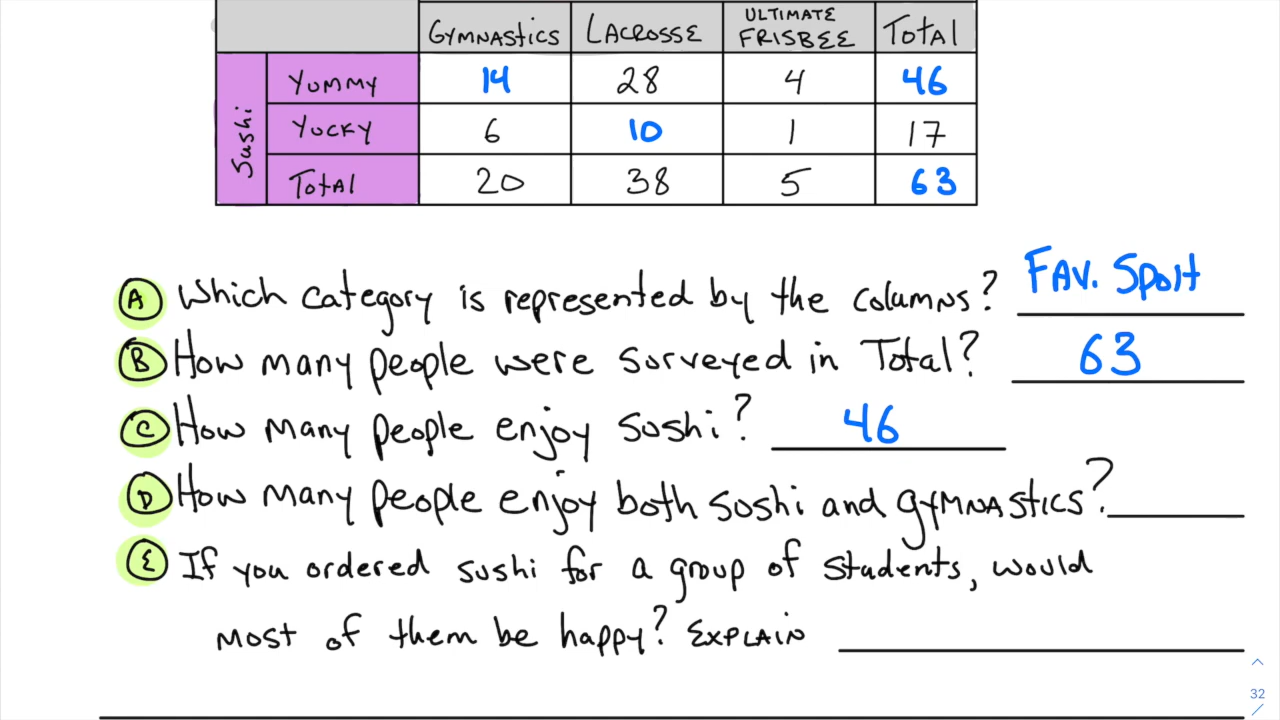 GYMNASTICS LACROSSE ULTIMATE FRISBEE TOTAL
Sushi
YUMMY 14 28 4 46
YUCKY 6 10 1 17
TOTAL 20 38 5 63
A Which category is represented by the columns? FAV. Sport
B How many people were surveyed in Total? 63
C How many people enjoy sushi? 46
D How many people enjoy both sushi and gymnastics?
E If you ordered sushi for a group of students, would
most of them be happy? EXPLAIN
32